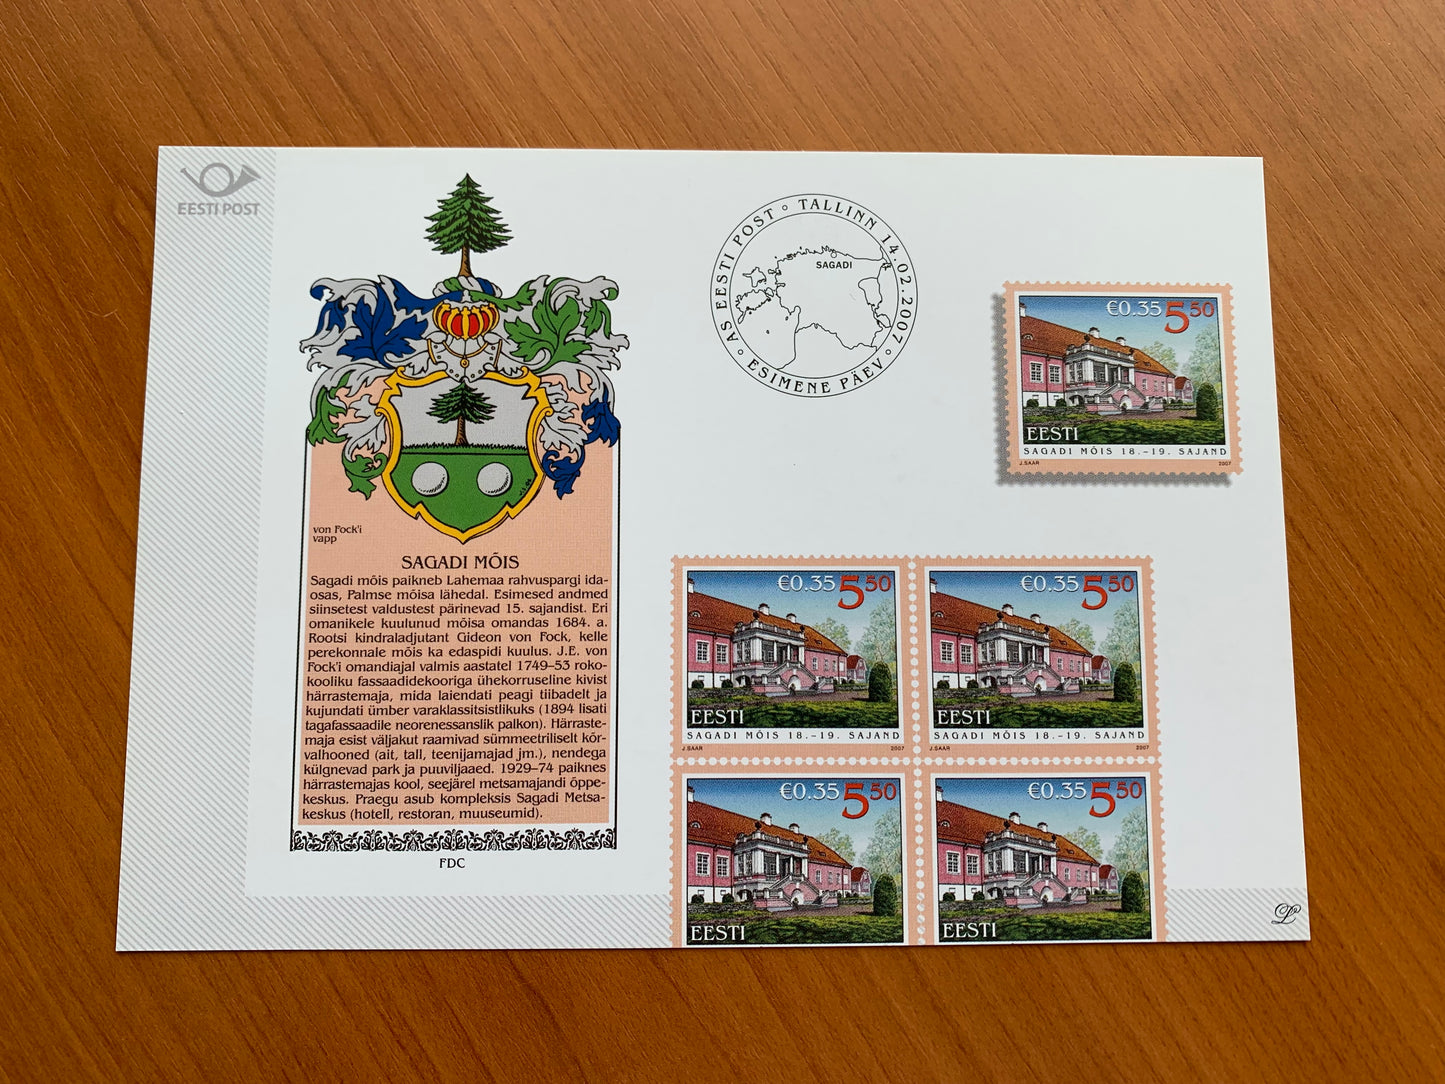 EESTI POST
von Fock'i
vapp
SAGADI MÕIS
Sagadi mõis paikneb Lahemaa rahvuspargi ida-
osas, Palmse mõisa lähedal. Esimesed andmed
siinsetest valdustest pärinevad 15. sajandist. Eri
omanikele kuulunud mõisa omandas 1684. a.
Rootsi kindraladjutant Gideon von Fock, kelle
perekonnale mõis ka edaspidi kuulus. J.E. von
Fock'i omandiajal valmis aastatel 1749–53 roko-
kooliku fassaadidekooriga ühekorruseline kivist
härrastemaja, mida laiendati peagi tiibadelt ja
kujundati ümber varaklassitsistlikuks (1894 lisati
tagafassaadile neorenessanslik palkon). Härraste-
maja esist väljakut raamivad sümmeetriliselt kõr-
valhooned (ait, tall, teenijamajad jm.), nendega
külgnevad park ja puuviljaaed. 1929–74 paiknes
härrastemajas kool, seejärel metsamajandi õppe-
keskus. Praegu asub kompleksis Sagadi Metsa-
keskus (hotell, restoran, muuseumid).
FDC
AS EESTI POST ∘ TALLINN 14.02.2007 ∘
ESIMENE PÄEV ∘
SAGADI
€0.35 5.50
EESTI
SAGADI MÕIS 18.–19. SAJAND
J.SAAR 2007
€0.35 5.50
EESTI
SAGADI MÕIS 18.–19. SAJAND
J.SAAR 2007
€0.35 5.50
EESTI
SAGADI MÕIS 18.–19. SAJAND
J.SAAR 2007
€0.35 5.50
EESTI
€0.35 5.50
EESTI